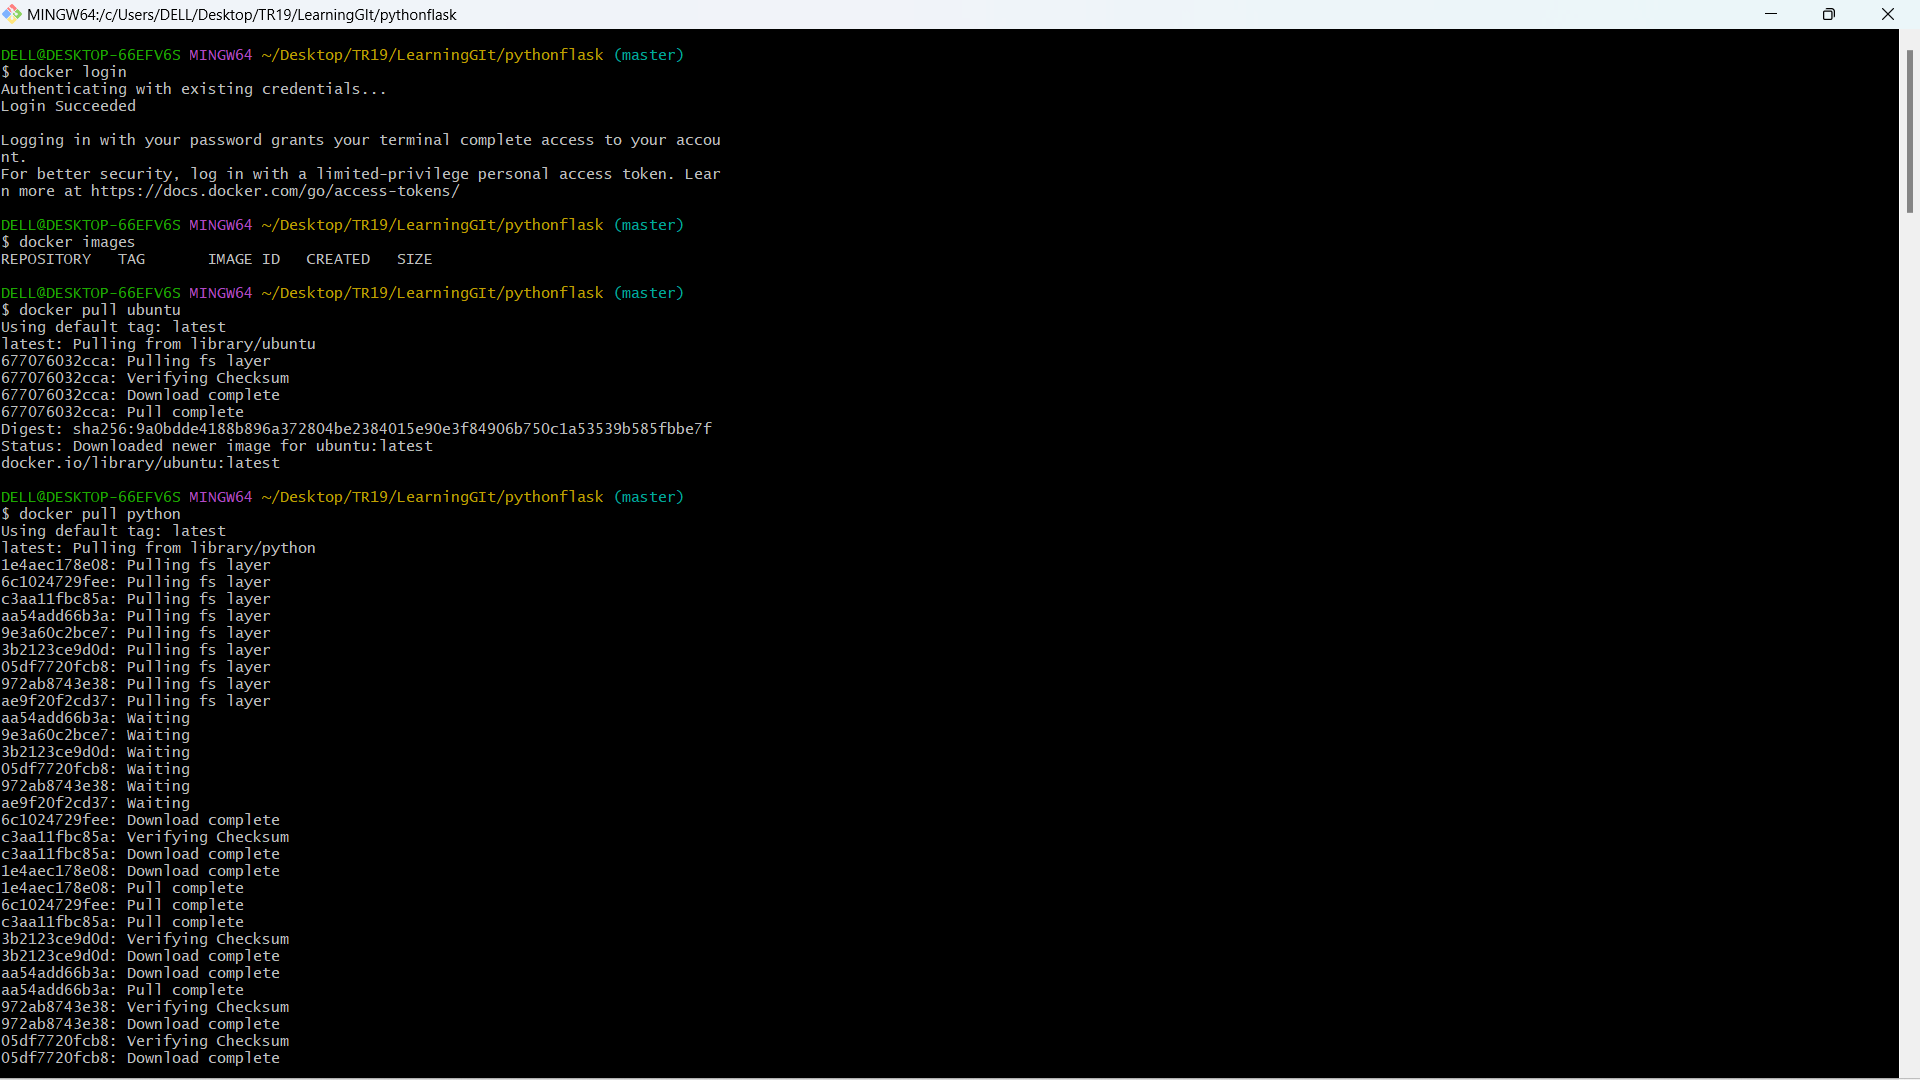 MINGW64:/c/Users/DELL/Desktop/TR19/LearningGIt/pythonflask
DELL@DESKTOP-66EFV6S MINGW64 ~/Desktop/TR19/LearningGIt/pythonflask (master)
$ docker login
Authenticating with existing credentials...
Login Succeeded
Logging in with your password grants your terminal complete access to your accou
nt.
For better security, log in with a limited-privilege personal access token. Lear
n more at https://docs.docker.com/go/access-tokens/
DELL@DESKTOP-66EFV6S MINGW64 ~/Desktop/TR19/LearningGIt/pythonflask (master)
$ docker images
REPOSITORY   TAG       IMAGE ID   CREATED   SIZE
DELL@DESKTOP-66EFV6S MINGW64 ~/Desktop/TR19/LearningGIt/pythonflask (master)
$ docker pull ubuntu
Using default tag: latest
latest: Pulling from library/ubuntu
677076032cca: Pulling fs layer
677076032cca: Verifying Checksum
677076032cca: Download complete
677076032cca: Pull complete
Digest: sha256:9a0bdde4188b896a372804be2384015e90e3f84906b750c1a53539b585fbbe7f
Status: Downloaded newer image for ubuntu:latest
docker.io/library/ubuntu:latest
DELL@DESKTOP-66EFV6S MINGW64 ~/Desktop/TR19/LearningGIt/pythonflask (master)
$ docker pull python
Using default tag: latest
latest: Pulling from library/python
1e4aec178e08: Pulling fs layer
6c1024729fee: Pulling fs layer
c3aa11fbc85a: Pulling fs layer
aa54add66b3a: Pulling fs layer
9e3a60c2bce7: Pulling fs layer
3b2123ce9d0d: Pulling fs layer
05df7720fcb8: Pulling fs layer
972ab8743e38: Pulling fs layer
ae9f20f2cd37: Pulling fs layer
aa54add66b3a: Waiting
9e3a60c2bce7: Waiting
3b2123ce9d0d: Waiting
05df7720fcb8: Waiting
972ab8743e38: Waiting
ae9f20f2cd37: Waiting
6c1024729fee: Download complete
c3aa11fbc85a: Verifying Checksum
c3aa11fbc85a: Download complete
1e4aec178e08: Download complete
1e4aec178e08: Pull complete
6c1024729fee: Pull complete
c3aa11fbc85a: Pull complete
3b2123ce9d0d: Verifying Checksum
3b2123ce9d0d: Download complete
aa54add66b3a: Download complete
aa54add66b3a: Pull complete
972ab8743e38: Verifying Checksum
972ab8743e38: Download complete
05df7720fcb8: Verifying Checksum
05df7720fcb8: Download complete